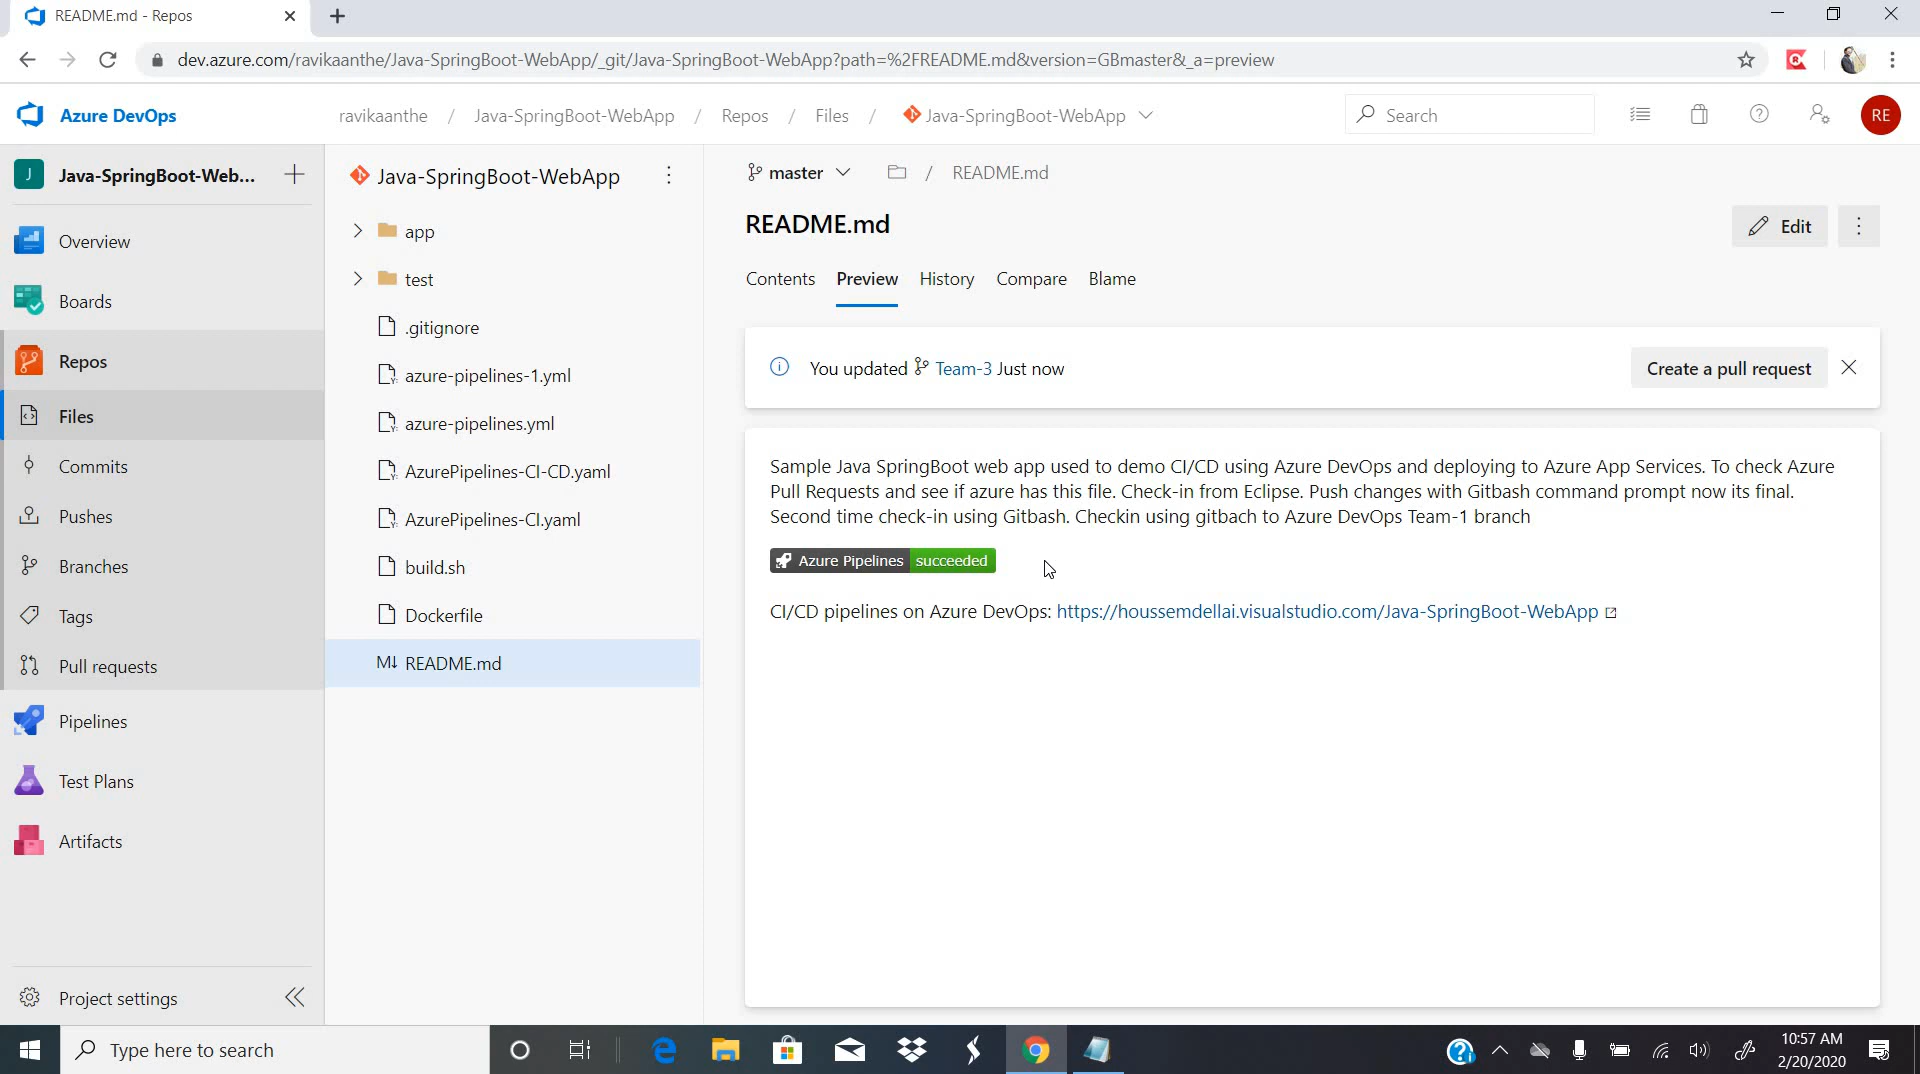 README.md - Repos
dev.azure.com/ravikaanthe/Java-SpringBoot-WebApp/_git/Java-SpringBoot-WebApp?path=%2FREADME.md&version=GBmaster&_a=preview
Azure DevOps
ravikaanthe / Java-SpringBoot-WebApp / Repos / Files / Java-SpringBoot-WebApp
Search
RE
J Java-SpringBoot-Web...
Overview
Boards
Repos
Files
Commits
Pushes
Branches
Tags
Pull requests
Pipelines
Test Plans
Artifacts
Project settings
Java-SpringBoot-WebApp
app
test
.gitignore
azure-pipelines-1.yml
azure-pipelines.yml
AzurePipelines-CI-CD.yaml
AzurePipelines-CI.yaml
build.sh
Dockerfile
M↓ README.md
master / README.md
README.md
Edit
Contents Preview History Compare Blame
You updated Team-3 Just now
Create a pull request
Sample Java SpringBoot web app used to demo CI/CD using Azure DevOps and deploying to Azure App Services. To check Azure
Pull Requests and see if azure has this file. Check-in from Eclipse. Push changes with Gitbash command prompt now its final.
Second time check-in using Gitbash. Checkin using gitbach to Azure DevOps Team-1 branch
Azure Pipelines succeeded
CI/CD pipelines on Azure DevOps: https://houssemdellai.visualstudio.com/Java-SpringBoot-WebApp
Type here to search
10:57 AM
2/20/2020